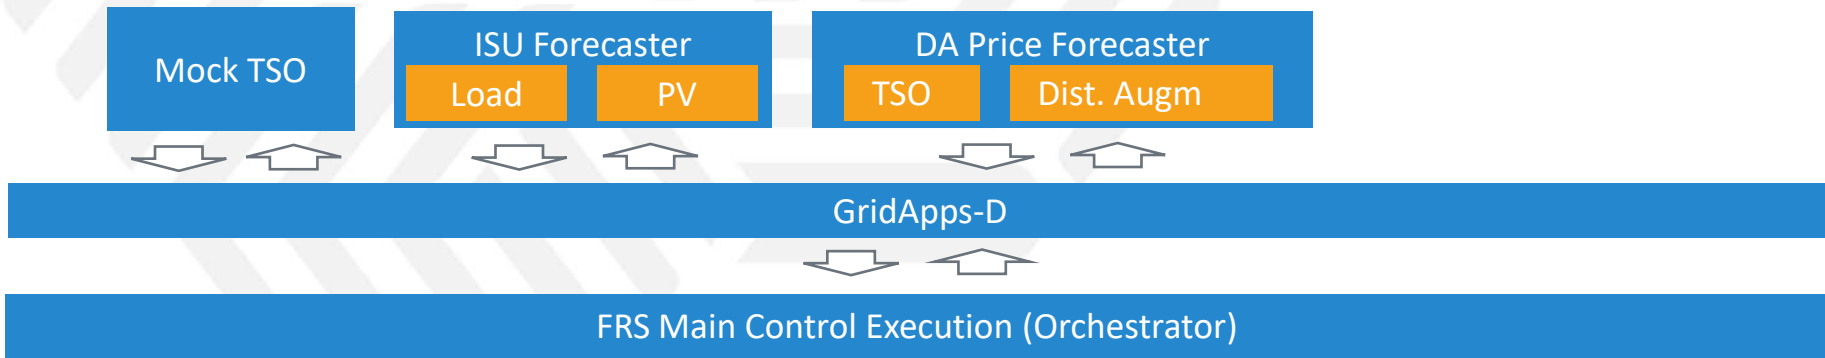 Mock TSO
ISU Forecaster
Load
PV
DA Price Forecaster
TSO
Dist. Augm
GridApps-D
FRS Main Control Execution (Orchestrator)